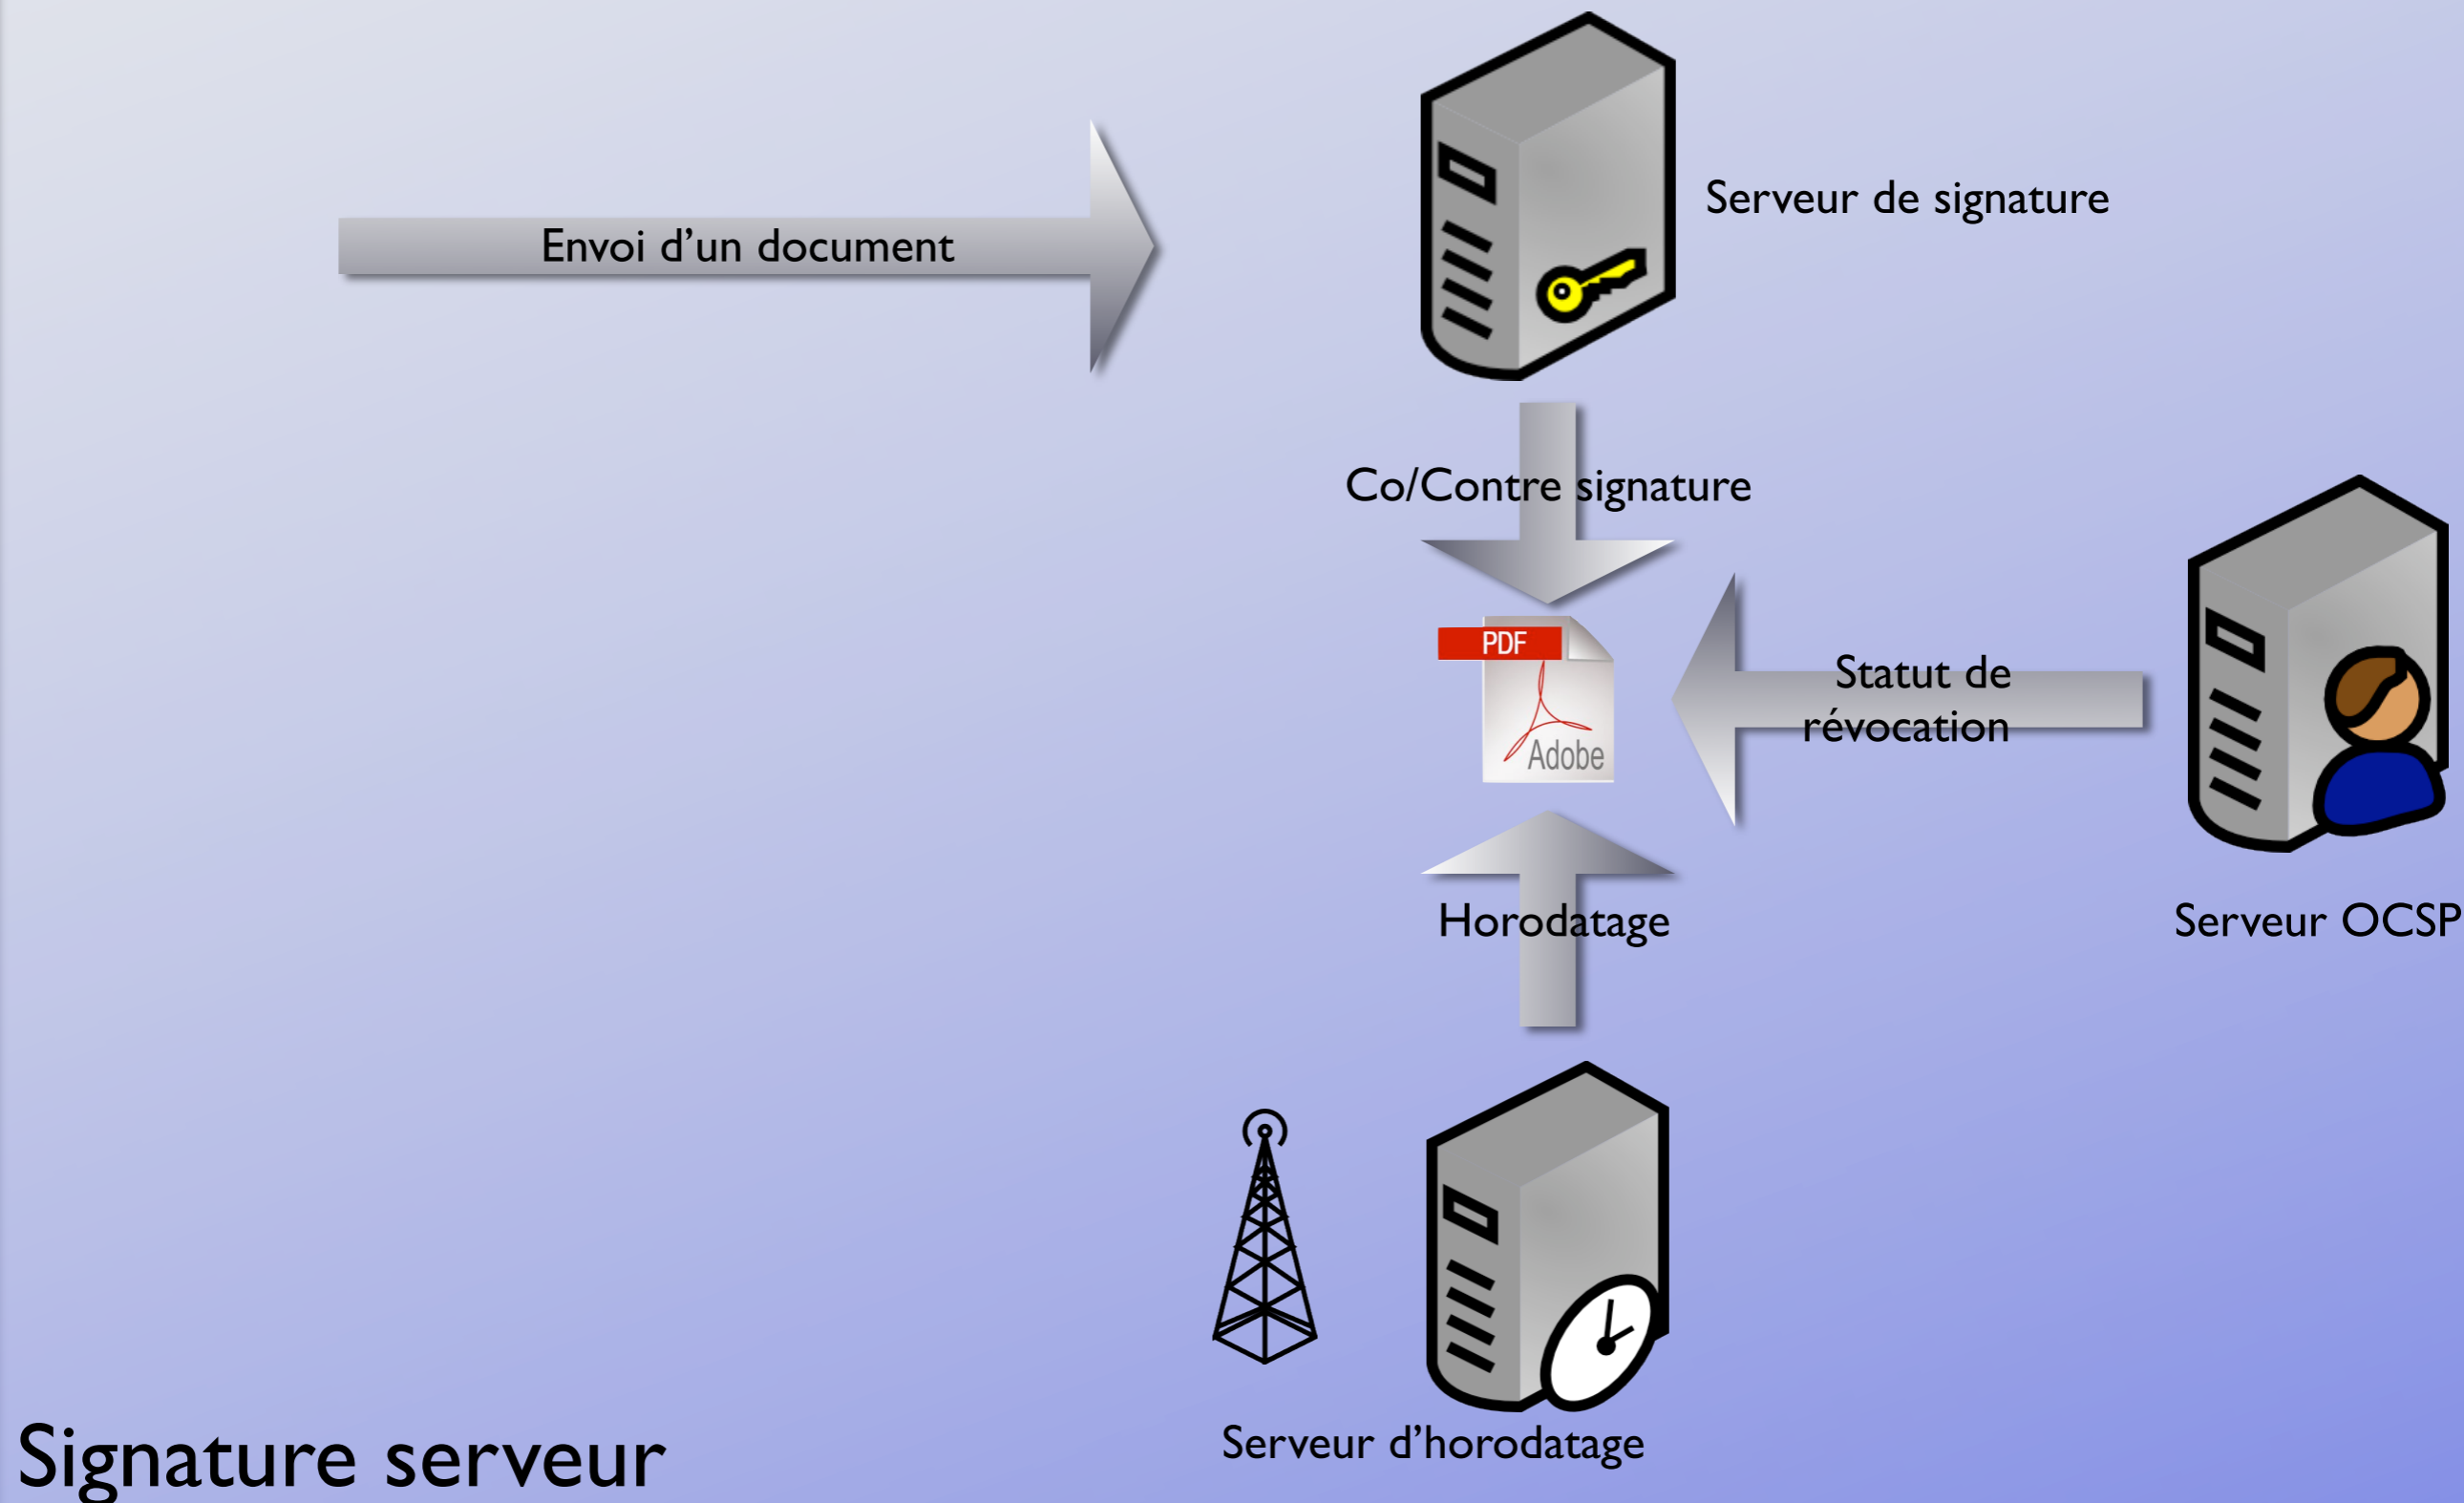 Envoi d’un document
Serveur de signature
Co/Contre signature
PDF
Adobe
Statut de
révocation
Horodatage
Serveur OCSP
Serveur d’horodatage
Signature serveur